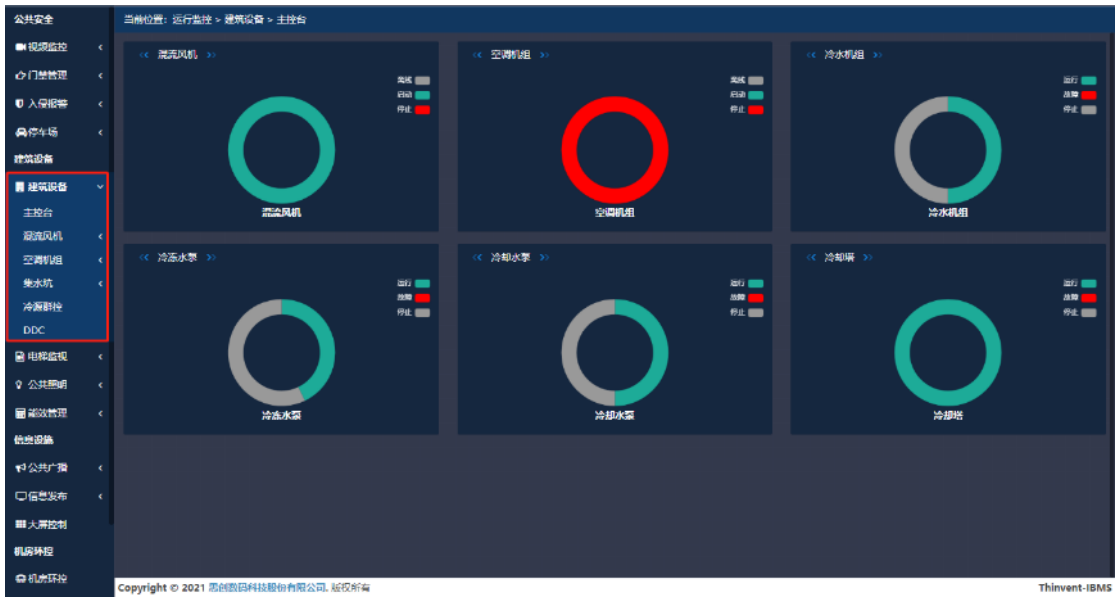 公共安全
视频监控
门禁管理
入侵报警
停车场
建筑设备
建筑设备
主控台
混流风机
空调机组
集水坑
冷源群控
DDC
电梯监视
公共照明
能效管理
信息设施
公共广播
信息发布
大屏控制
机房环控
机房环控
当前位置：运行监控 > 建筑设备 > 主控台
<< 混流风机 >>
离线
启动
停止
混流风机
<< 空调机组 >>
离线
启动
停止
空调机组
<< 冷水机组 >>
运行
故障
停止
冷水机组
<< 冷冻水泵 >>
运行
故障
停止
冷冻水泵
<< 冷却水泵 >>
运行
故障
停止
冷却水泵
<< 冷却塔 >>
运行
故障
停止
冷却塔
Copyright © 2021 思创数码科技股份有限公司. 版权所有
Thinvent-IBMS